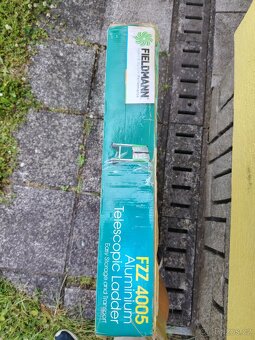 FIELDMANN
FZZ 4005
Aluminium
Telescopic Ladder
Easy Storage and Transport